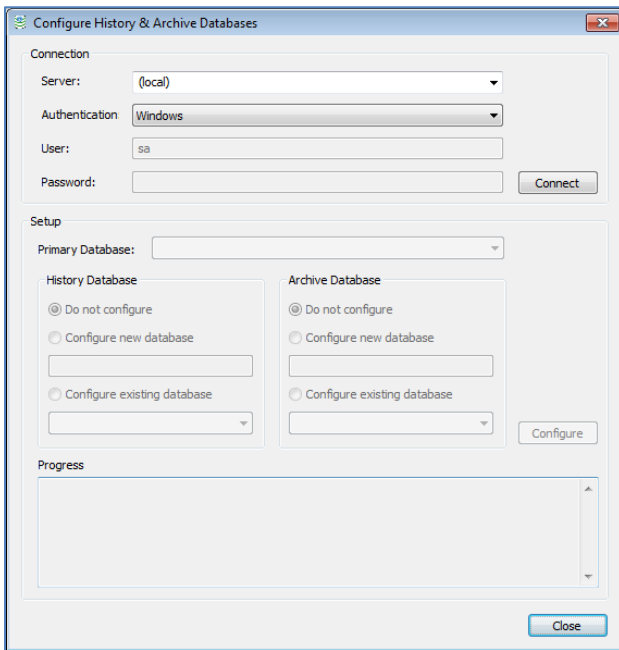 Configure History & Archive Databases
Connection
Server: (local)
Authentication Windows
User: sa
Password: Connect
Setup
Primary Database:
History Database Archive Database
Do not configure Do not configure
Configure new database Configure new database
Configure existing database Configure existing database
Configure
Progress
Close